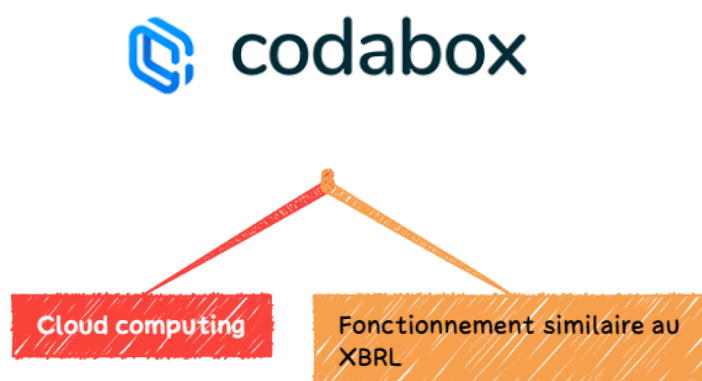 codabox
Cloud computing
Fonctionnement similaire au
XBRL